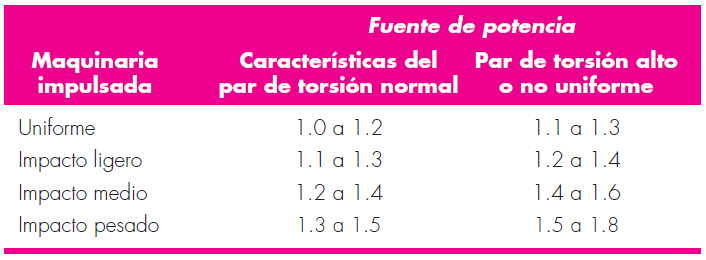 Fuente de potencia
Maquinaria impulsada Características del par de torsión normal Par de torsión alto o no uniforme
Uniforme 1.0 a 1.2 1.1 a 1.3
Impacto ligero 1.1 a 1.3 1.2 a 1.4
Impacto medio 1.2 a 1.4 1.4 a 1.6
Impacto pesado 1.3 a 1.5 1.5 a 1.8